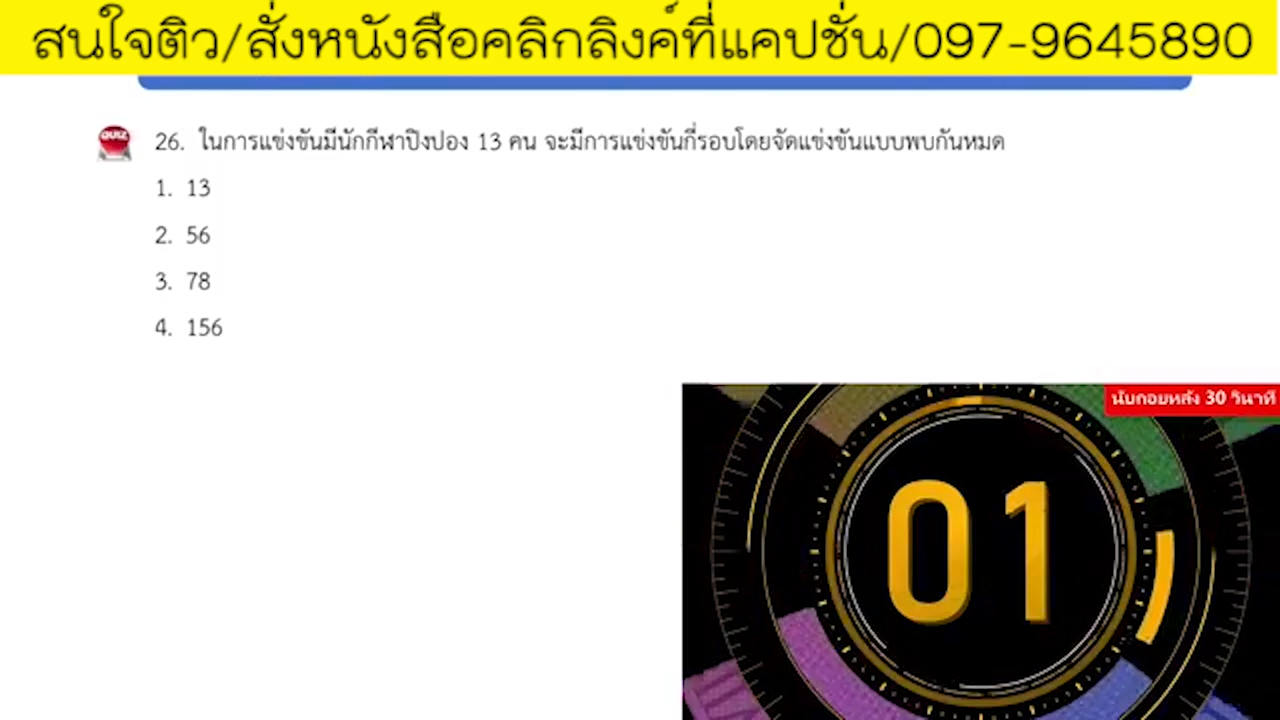 สนใจติว/สั่งหนังสือคลิกลิงค์ที่แคปชั่น/097-9645890
QUIZ
26. ในการแข่งขันมีนักกีฬาปิงปอง 13 คน จะมีการแข่งขันกี่รอบโดยจัดแข่งขันแบบพบกันหมด
1. 13
2. 56
3. 78
4. 156
นับถอยหลัง 30 วินาที
01